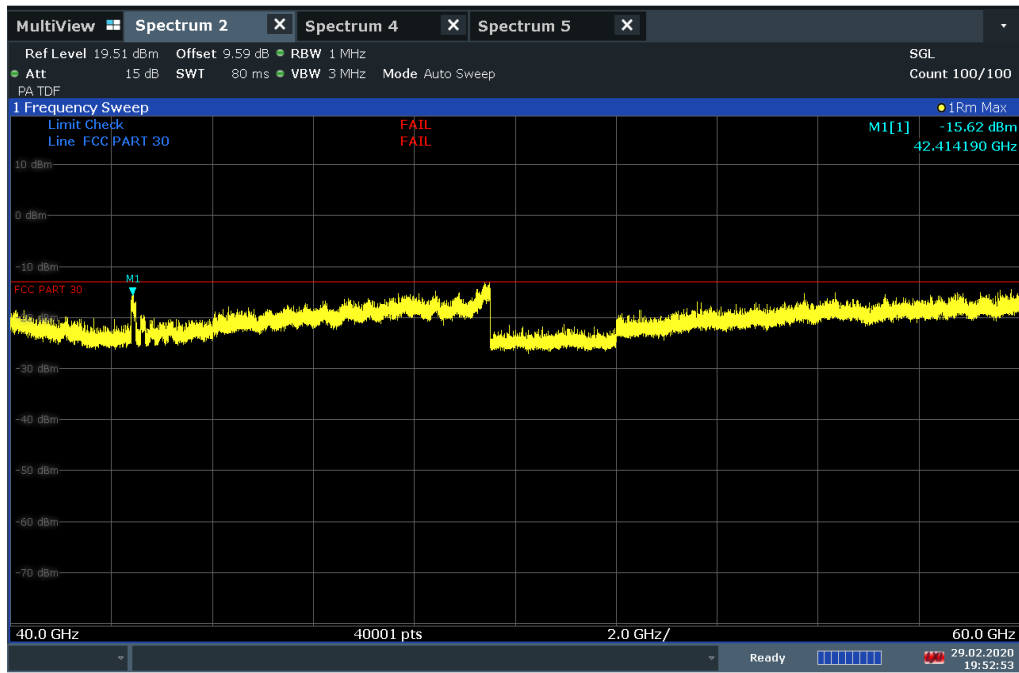 MultiView Spectrum 2 X Spectrum 4 X Spectrum 5 X
Ref Level 19.51 dBm Offset 9.59 dB RBW 1 MHz SGL
Att 15 dB SWT 80 ms VBW 3 MHz Mode Auto Sweep Count 100/100
PA TDF
1 Frequency Sweep 1Rm Max
Limit Check FAIL M1[1] -15.62 dBm
Line FCC PART 30 FAIL 42.414190 GHz
10 dBm
0 dBm
-10 dBm
M1
FCC PART 30
-20 dBm
-30 dBm
-40 dBm
-50 dBm
-60 dBm
-70 dBm
40.0 GHz 40001 pts 2.0 GHz/ 60.0 GHz
Ready 29.02.2020
19:52:53